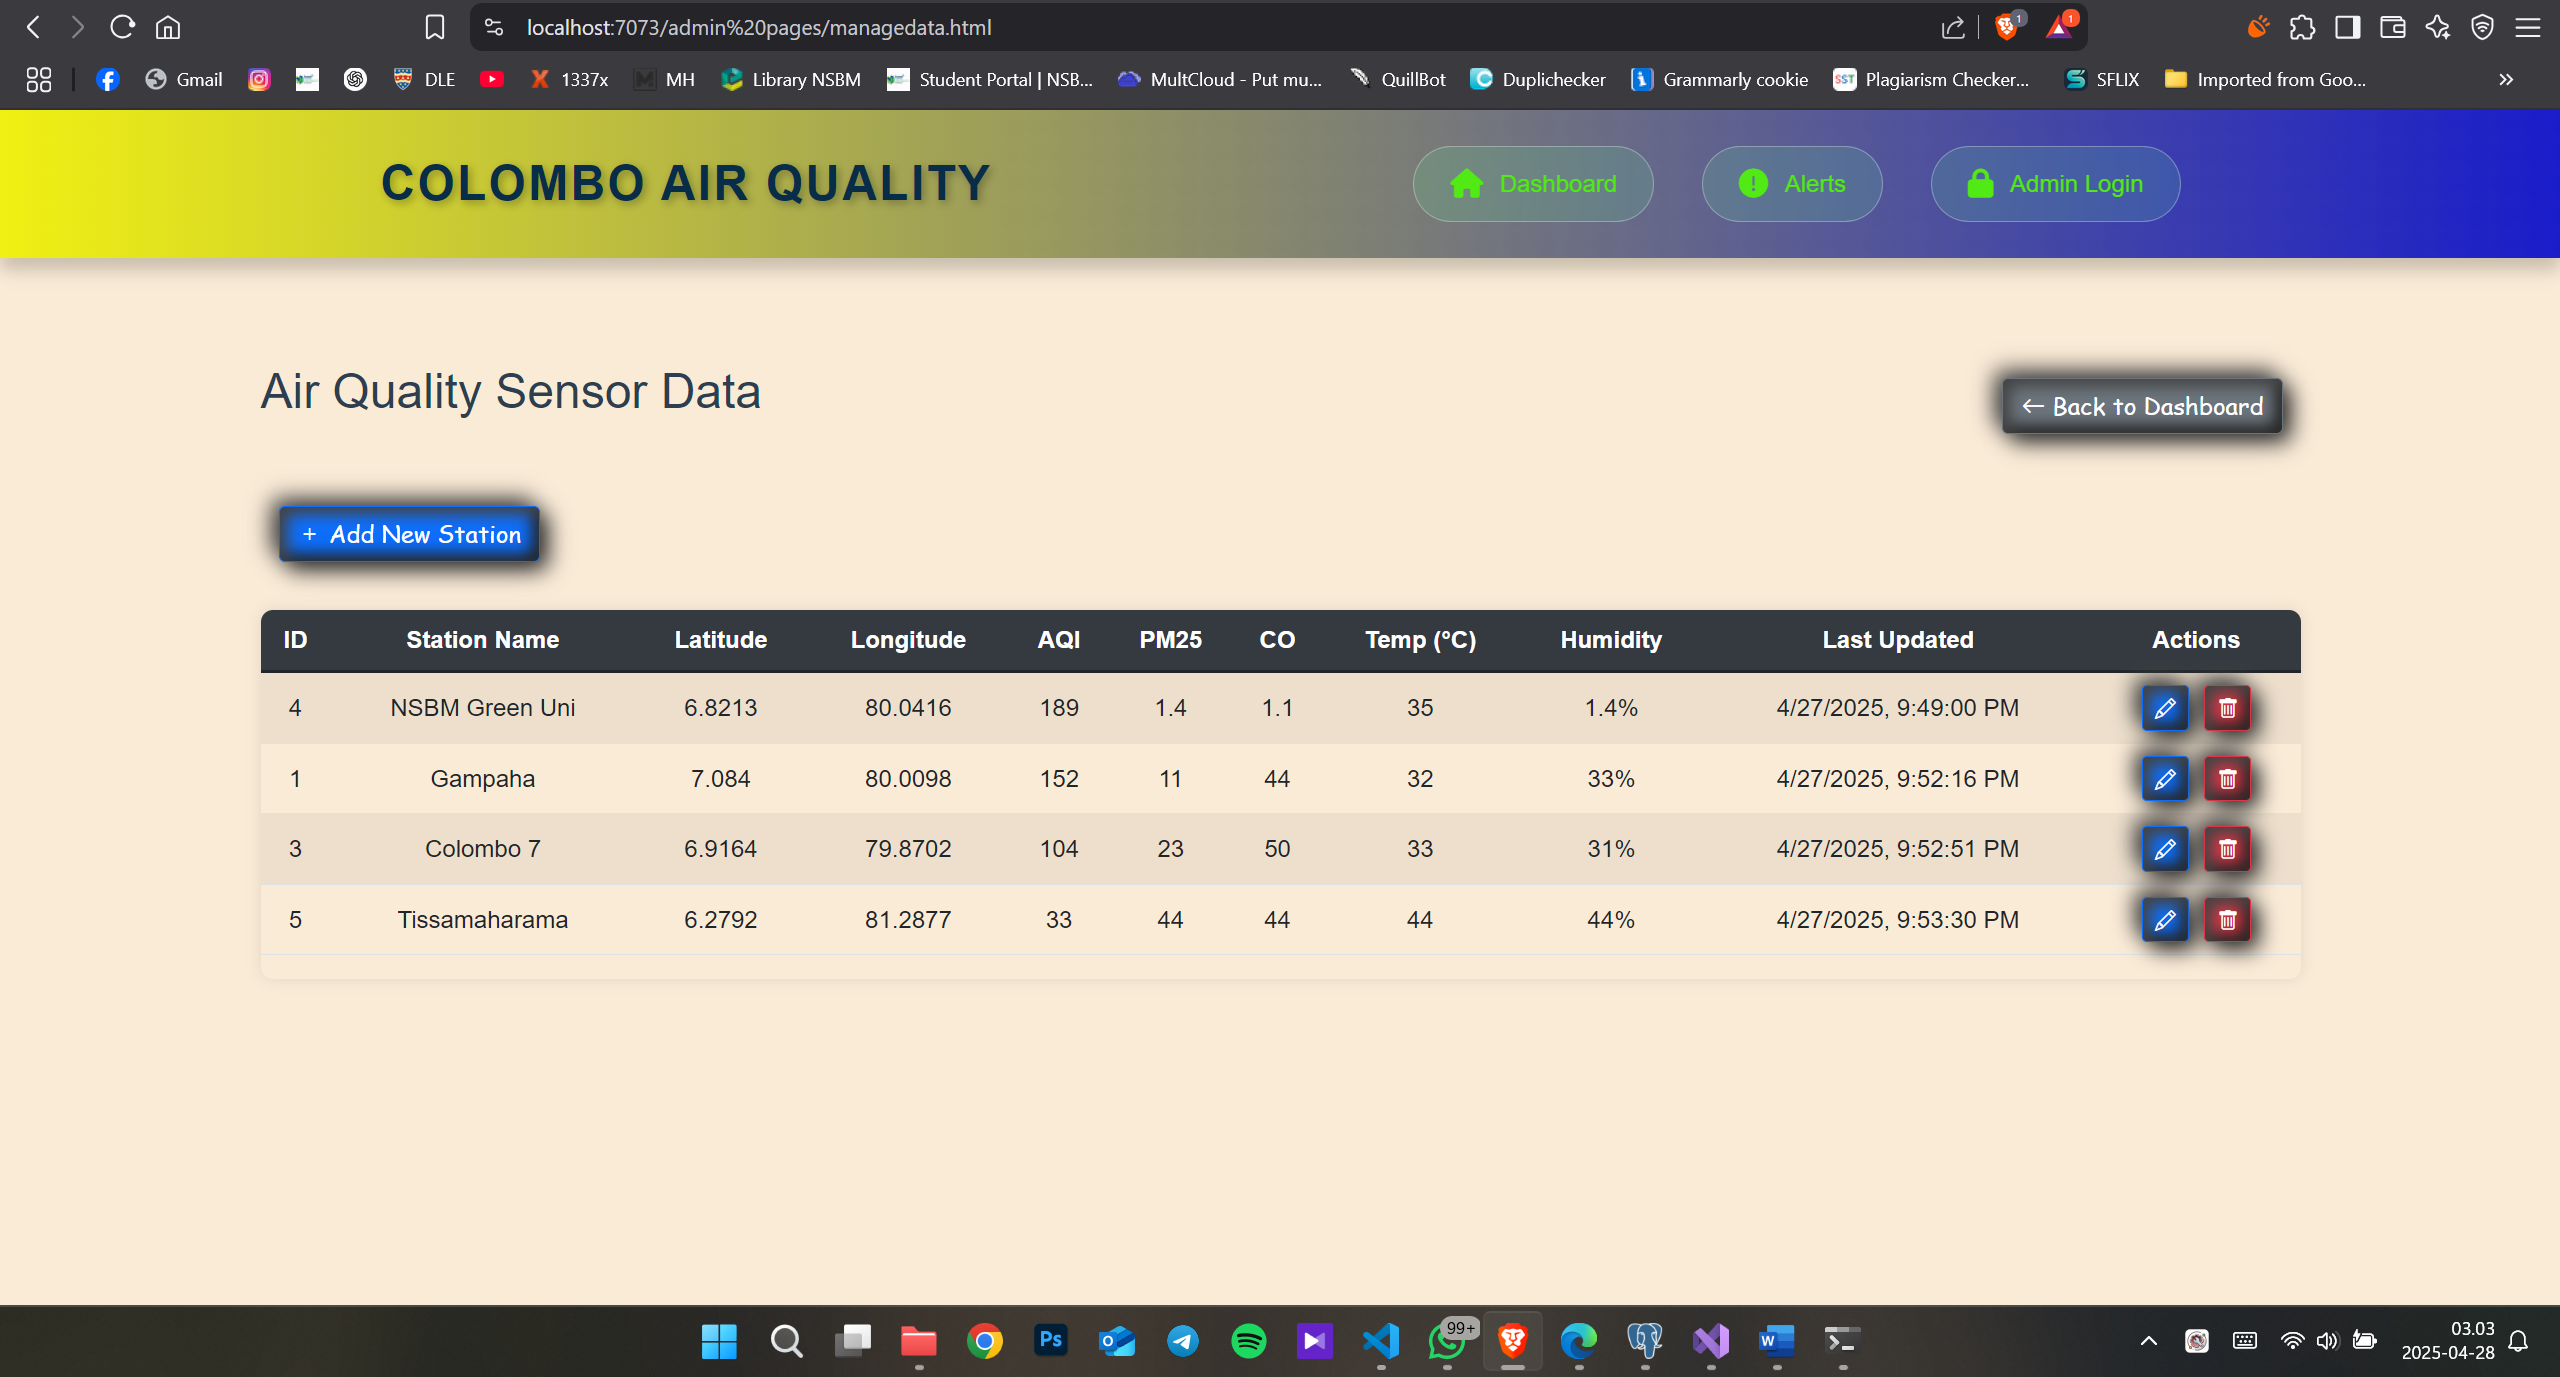 localhost:7073/admin%20pages/managedata.html
1
1
Gmail DLE 1337x MH Library NSBM Student Portal | NSB... MultCloud - Put mu... QuillBot Duplichecker Grammarly cookie SST Plagiarism Checker... SFLIX Imported from Goo...
COLOMBO AIR QUALITY Dashboard Alerts Admin Login
Air Quality Sensor Data
← Back to Dashboard
+ Add New Station
ID Station Name Latitude Longitude AQI PM25 CO Temp (°C) Humidity Last Updated Actions
4 NSBM Green Uni 6.8213 80.0416 189 1.4 1.1 35 1.4% 4/27/2025, 9:49:00 PM
1 Gampaha 7.084 80.0098 152 11 44 32 33% 4/27/2025, 9:52:16 PM
3 Colombo 7 6.9164 79.8702 104 23 50 33 31% 4/27/2025, 9:52:51 PM
5 Tissamaharama 6.2792 81.2877 33 44 44 44 44% 4/27/2025, 9:53:30 PM
Ps
99+
W
03.03
2025-04-28